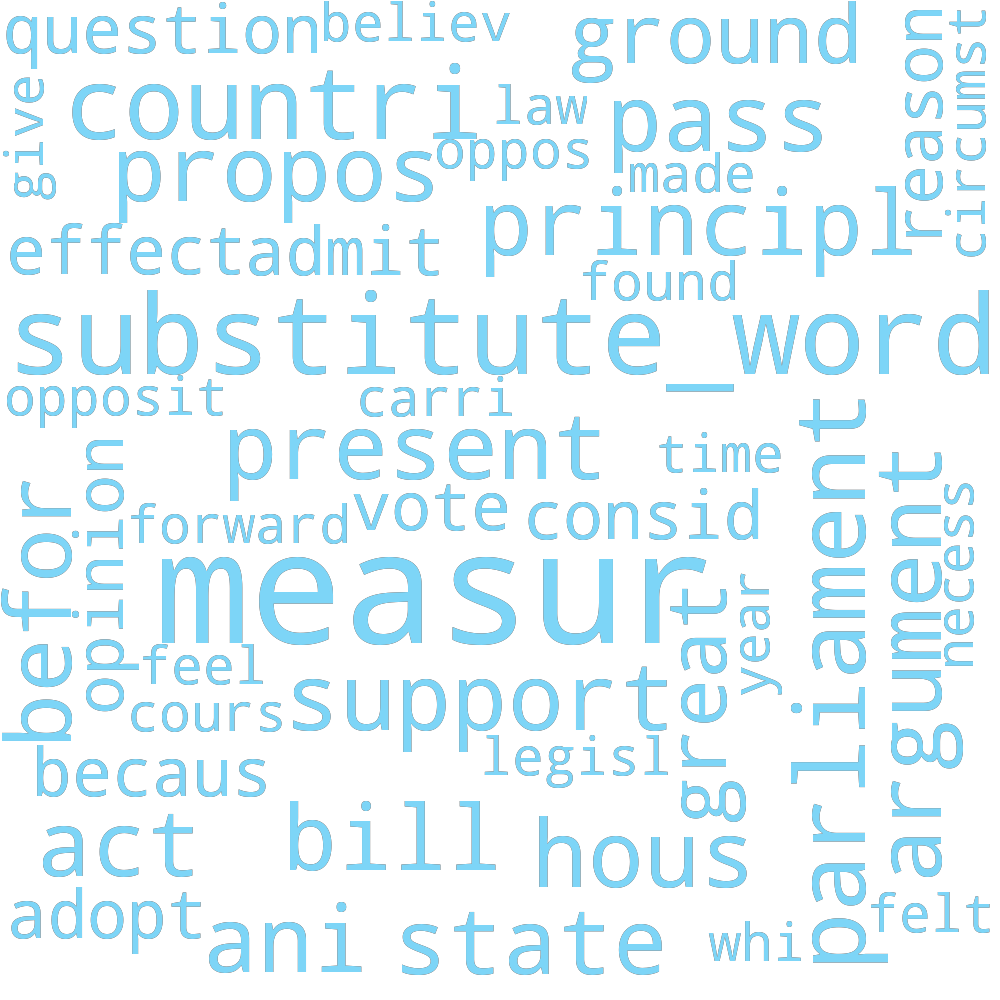 question
believ
ground
reason
circumst
give
countri
law
pass
propos
oppos
made
principl
effect
admit
found
substitute_word
opposit
carri
present
time
parliament
befor
opinion
forward
vote
consid
argument
necess
measur
great
year
feel
cours
support
legisl
becaus
act
bill
hous
adopt
ani
state
whi
felt